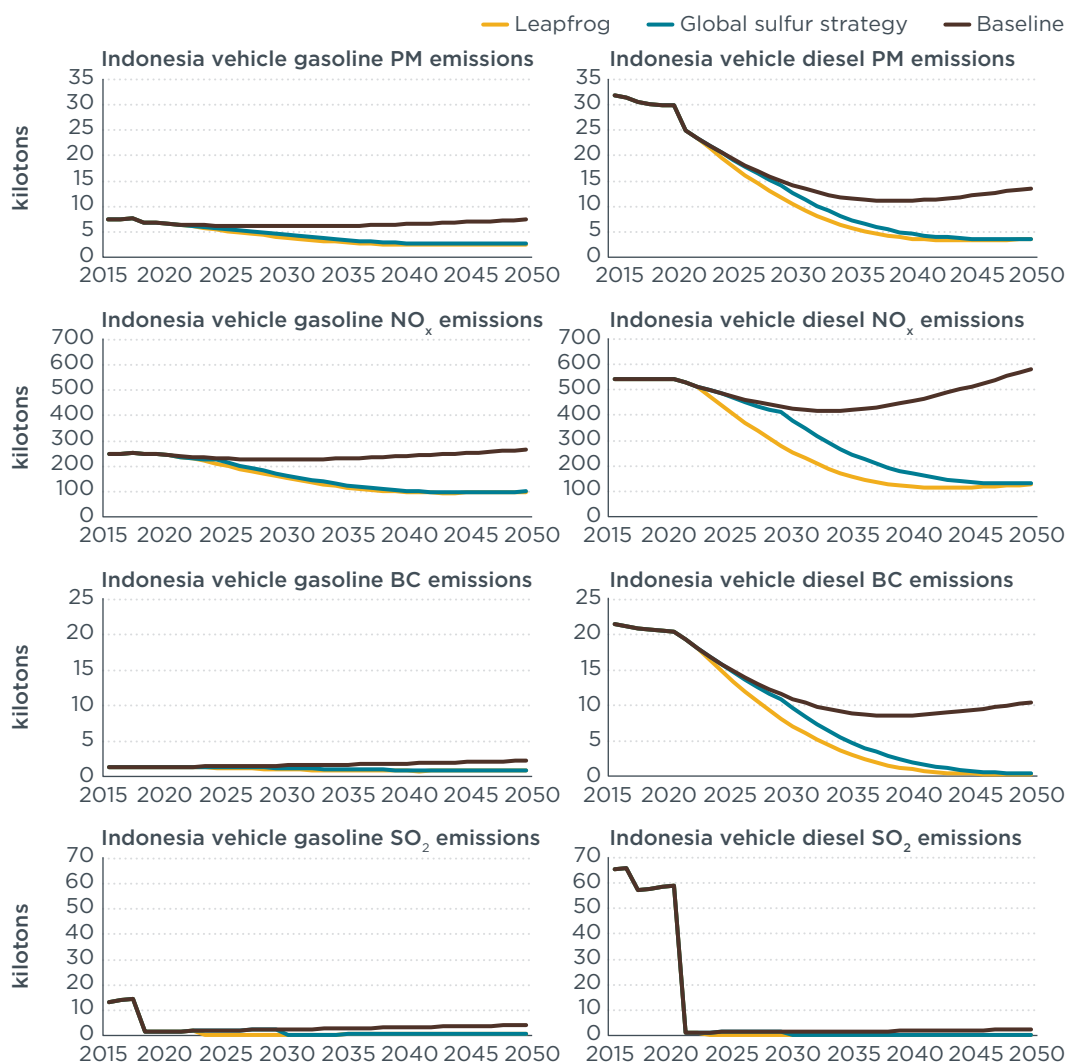 Leapfrog Global sulfur strategy Baseline
Indonesia vehicle gasoline PM emissions
35
30
25
20
15
10
5
0
kilotons
2015 2020 2025 2030 2035 2040 2045 2050
Indonesia vehicle diesel PM emissions
35
30
25
20
15
10
5
0
2015 2020 2025 2030 2035 2040 2045 2050
Indonesia vehicle gasoline NOx emissions
700
600
500
400
300
200
100
0
kilotons
2015 2020 2025 2030 2035 2040 2045 2050
Indonesia vehicle diesel NOx emissions
700
600
500
400
300
200
100
0
2015 2020 2025 2030 2035 2040 2045 2050
Indonesia vehicle gasoline BC emissions
25
20
15
10
5
0
kilotons
2015 2020 2025 2030 2035 2040 2045 2050
Indonesia vehicle diesel BC emissions
25
20
15
10
5
0
2015 2020 2025 2030 2035 2040 2045 2050
Indonesia vehicle gasoline SO2 emissions
70
60
50
40
30
20
10
0
kilotons
2015 2020 2025 2030 2035 2040 2045 2050
Indonesia vehicle diesel SO2 emissions
70
60
50
40
30
20
10
0
2015 2020 2025 2030 2035 2040 2045 2050